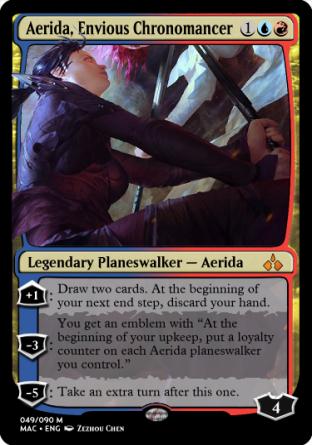 Aerida, Envious Chronomancer 1
Legendary Planeswalker — Aerida
+1: Draw two cards. At the beginning of
your next end step, discard your hand.
You get an emblem with “At the
beginning of your upkeep, put a loyalty
−3: counter on each Aerida planeswalker
you control.”
−5: Take an extra turn after this one.
4
049/090 M
MAC • ENG Zezhou Chen